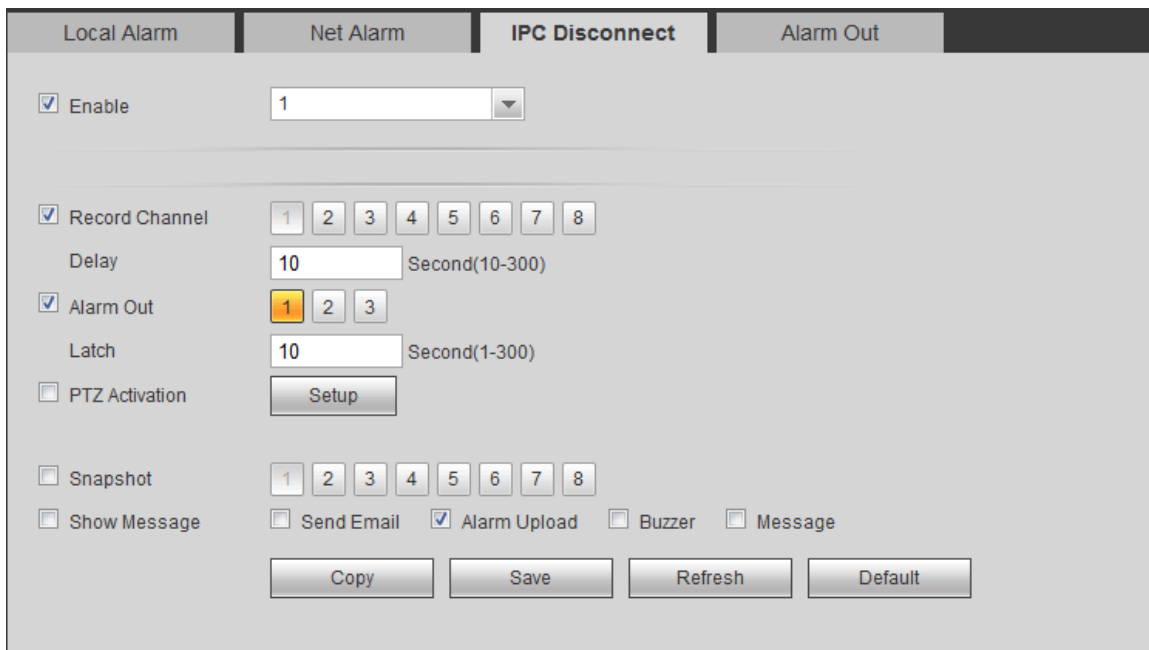 Local Alarm Net Alarm IPC Disconnect Alarm Out
Enable 1
Record Channel 1 2 3 4 5 6 7 8
Delay 10 Second(10-300)
Alarm Out 1 2 3
Latch 10 Second(1-300)
PTZ Activation Setup
Snapshot 1 2 3 4 5 6 7 8
Show Message Send Email Alarm Upload Buzzer Message
Copy Save Refresh Default